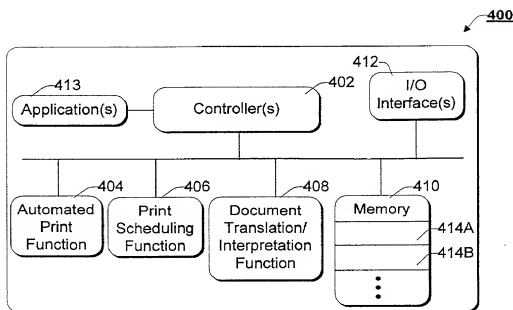 400
413
402
412
Application(s)
Controller(s)
I/O
Interface(s)
404
406
408
410
Automated
Print
Function
Print
Scheduling
Function
Document
Translation/
Interpretation
Function
Memory
414A
414B